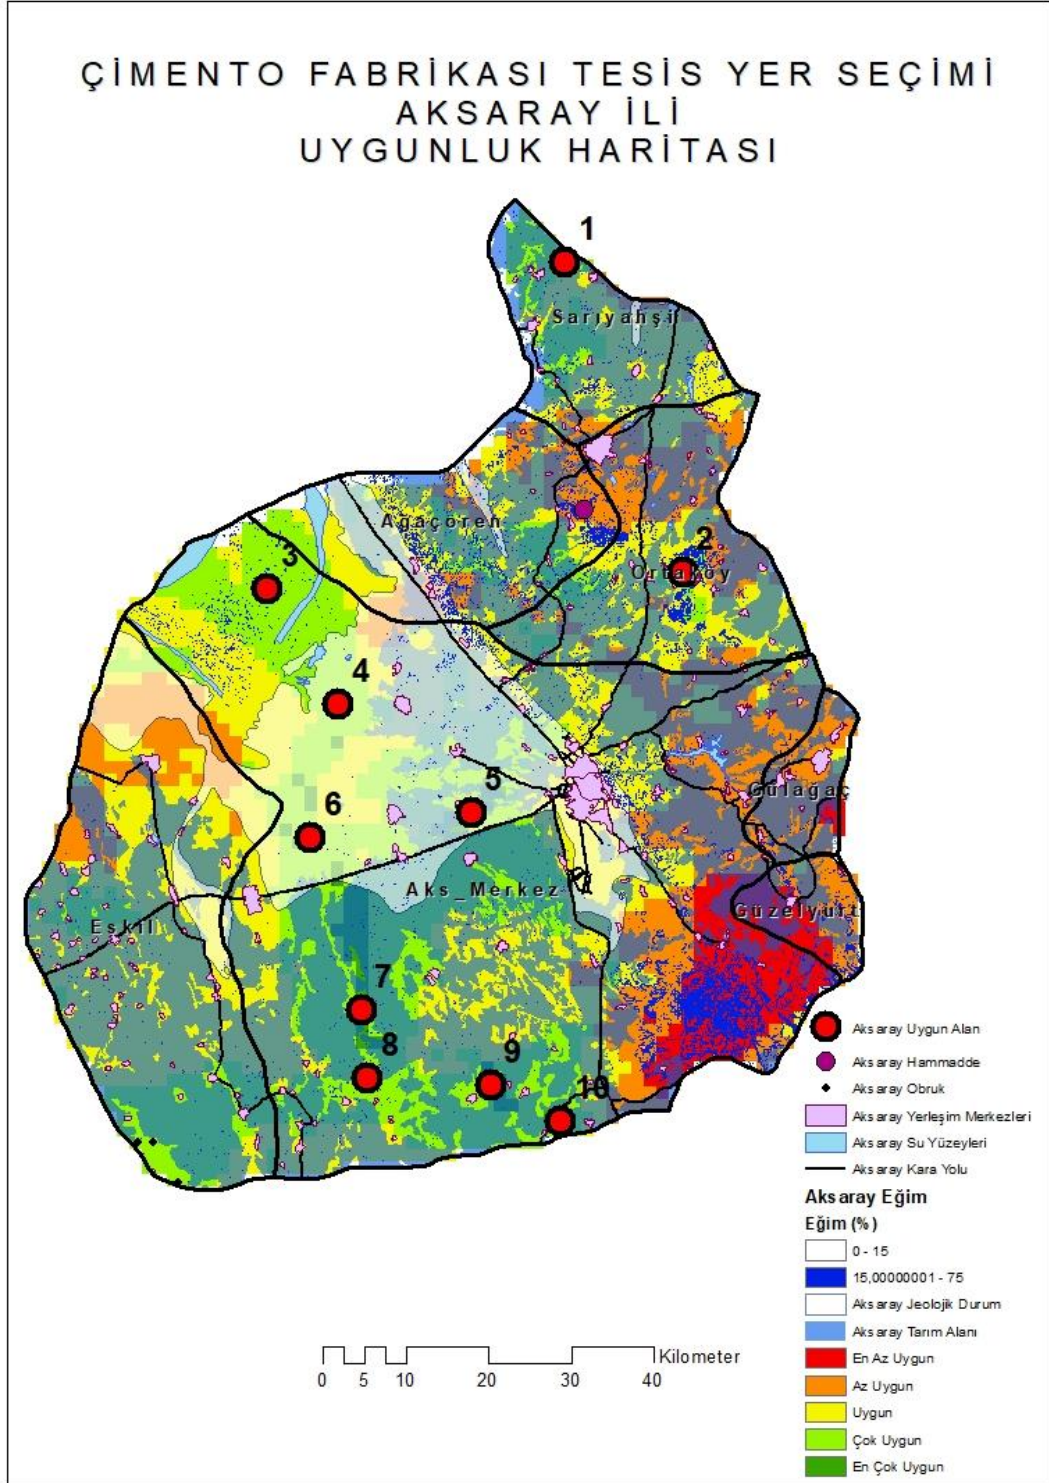 ÇİMENTO FABRİKASI TESİS YER SEÇİMİ
AKSARAY İLİ
UYGUNLUK HARİTASI
1
Sarıyahşi
Ağaçören
2
Ortaköy
3
4
5
6
Gülağaç
Aks_Merkez
Güzelyurt
Eskil
7
8
9
10
Aksaray Uygun Alan
Aksaray Hammadde
Aksaray Obruk
Aksaray Yerleşim Merkezleri
Aksaray Su Yüzeyleri
Aksaray Kara Yolu
Aksaray Eğim
Eğim (%)
0 - 15
15,00000001 - 75
Aksaray Jeolojik Durum
Aksaray Tarım Alanı
En Az Uygun
Az Uygun
Uygun
Çok Uygun
En Çok Uygun
Kilometer
0 5 10 20 30 40